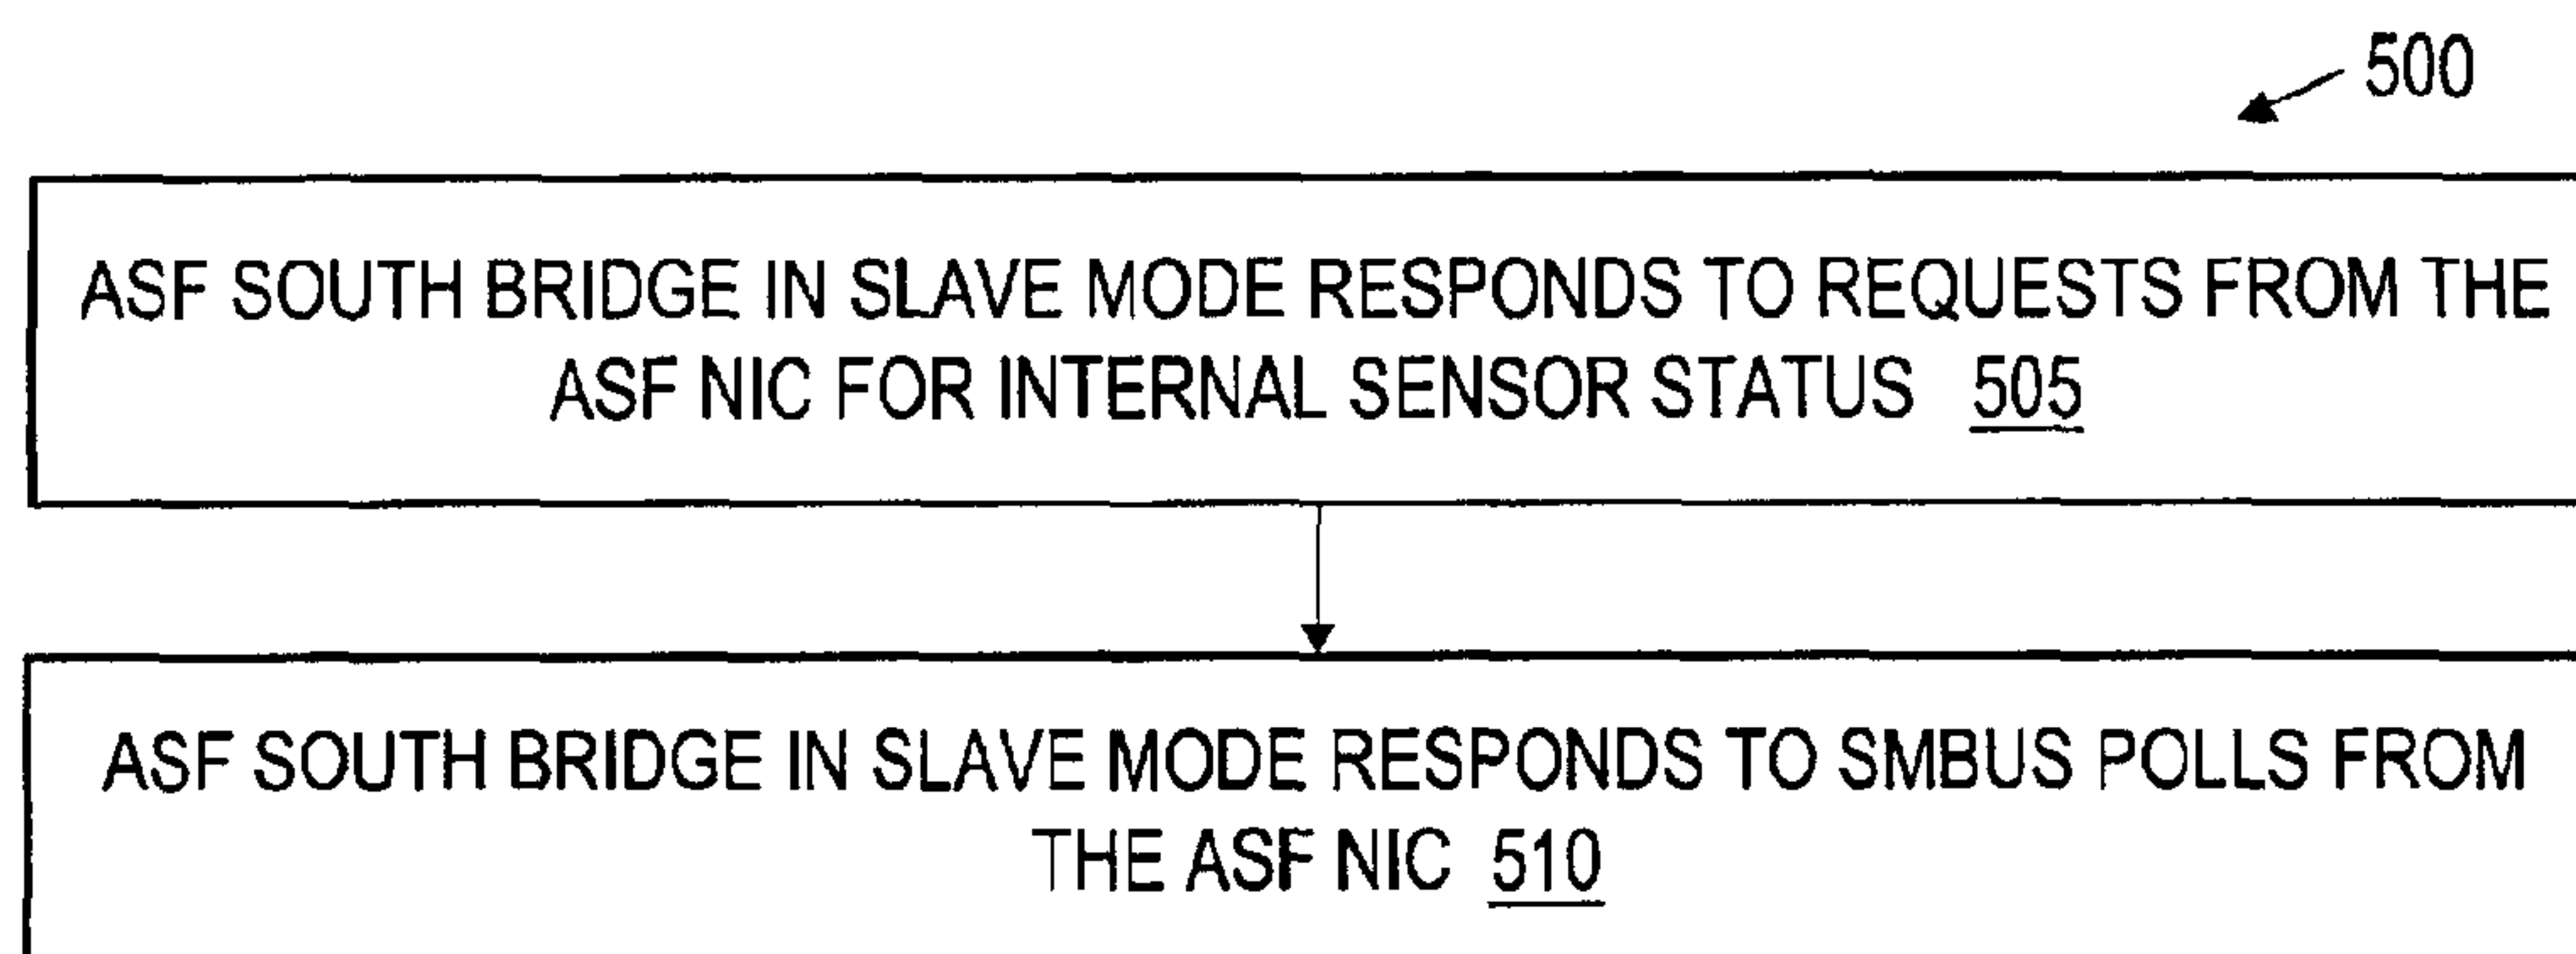 500
ASF SOUTH BRIDGE IN SLAVE MODE RESPONDS TO REQUESTS FROM THE
ASF NIC FOR INTERNAL SENSOR STATUS 505
ASF SOUTH BRIDGE IN SLAVE MODE RESPONDS TO SMBUS POLLS FROM
THE ASF NIC 510